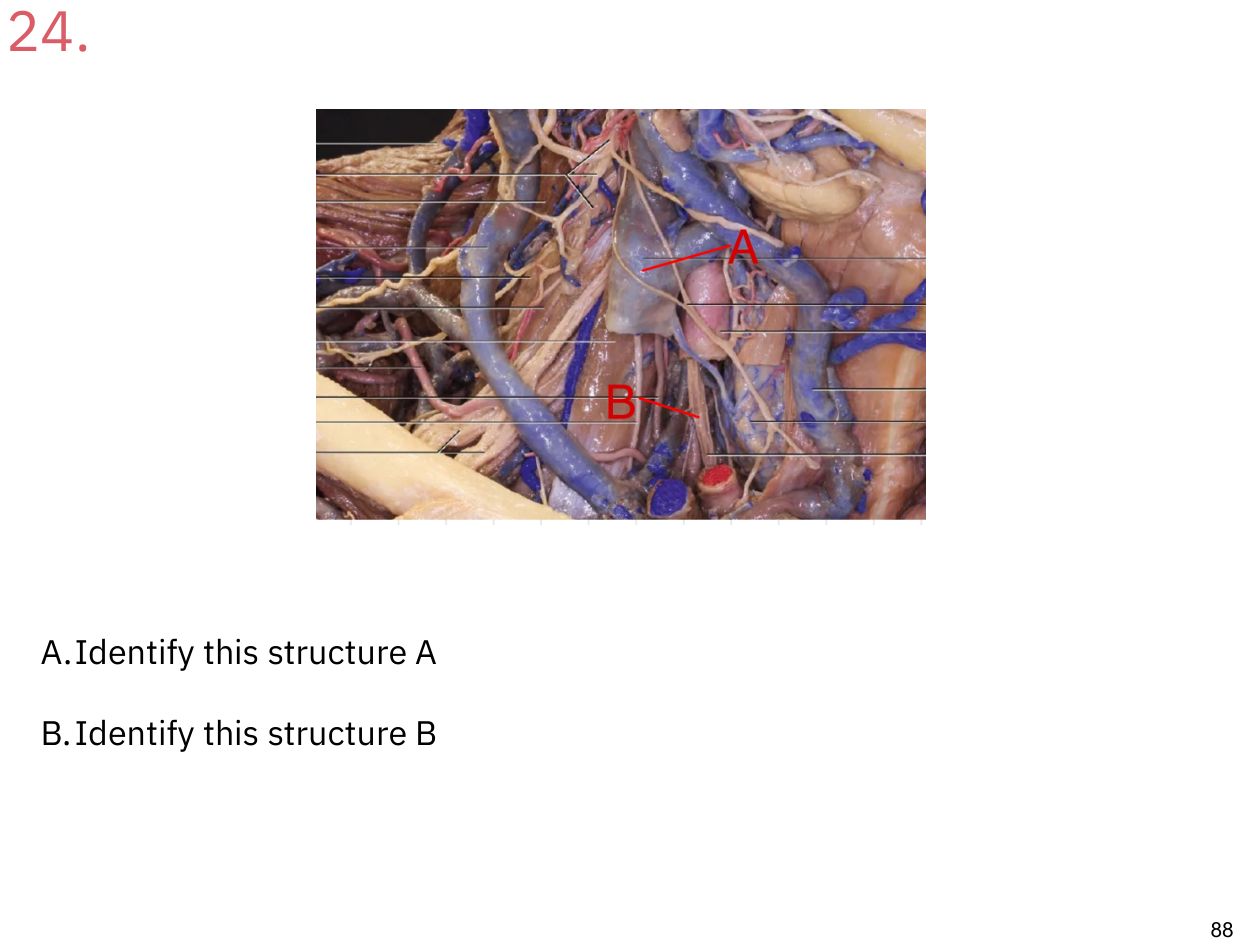 24.
A
B
A. Identify this structure A
B. Identify this structure B
88